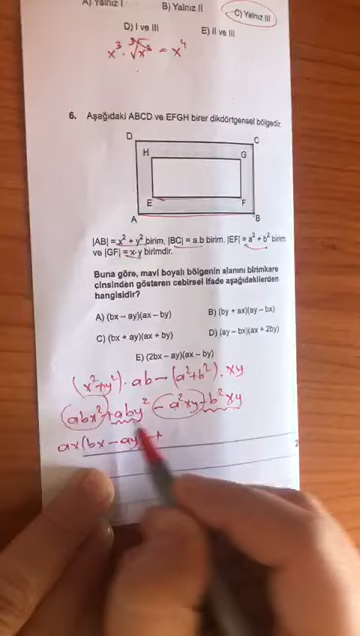 A) Yalnız I
B) Yalnız II
C) Yalnız III
D) I ve III
E) II ve III
x³ · ³√x³ = x⁴
6. Aşağıdaki ABCD ve EFGH birer dikdörtgensel bölgedir.
D
C
H
G
E
F
A
B
|AB| = x² + y² birim, |BC| = a.b birim, |EF| = a² + b² birim
ve |GF| = x.y birimdir.
Buna göre, mavi boyalı bölgenin alanını birimkare
cinsinden gösteren cebirsel ifade aşağıdakilerden
hangisidir?
A) (bx – ay)(ax – by)
B) (by + ax)(ay – bx)
C) (bx + ay)(ax + by)
D) (ay – bx)(ax + 2by)
E) (2bx – ay)(ax – by)
(x²+y²) · ab – (a²+b²) · xy
abx² + aby² – a²xy – b²xy
ax(bx – ay) +